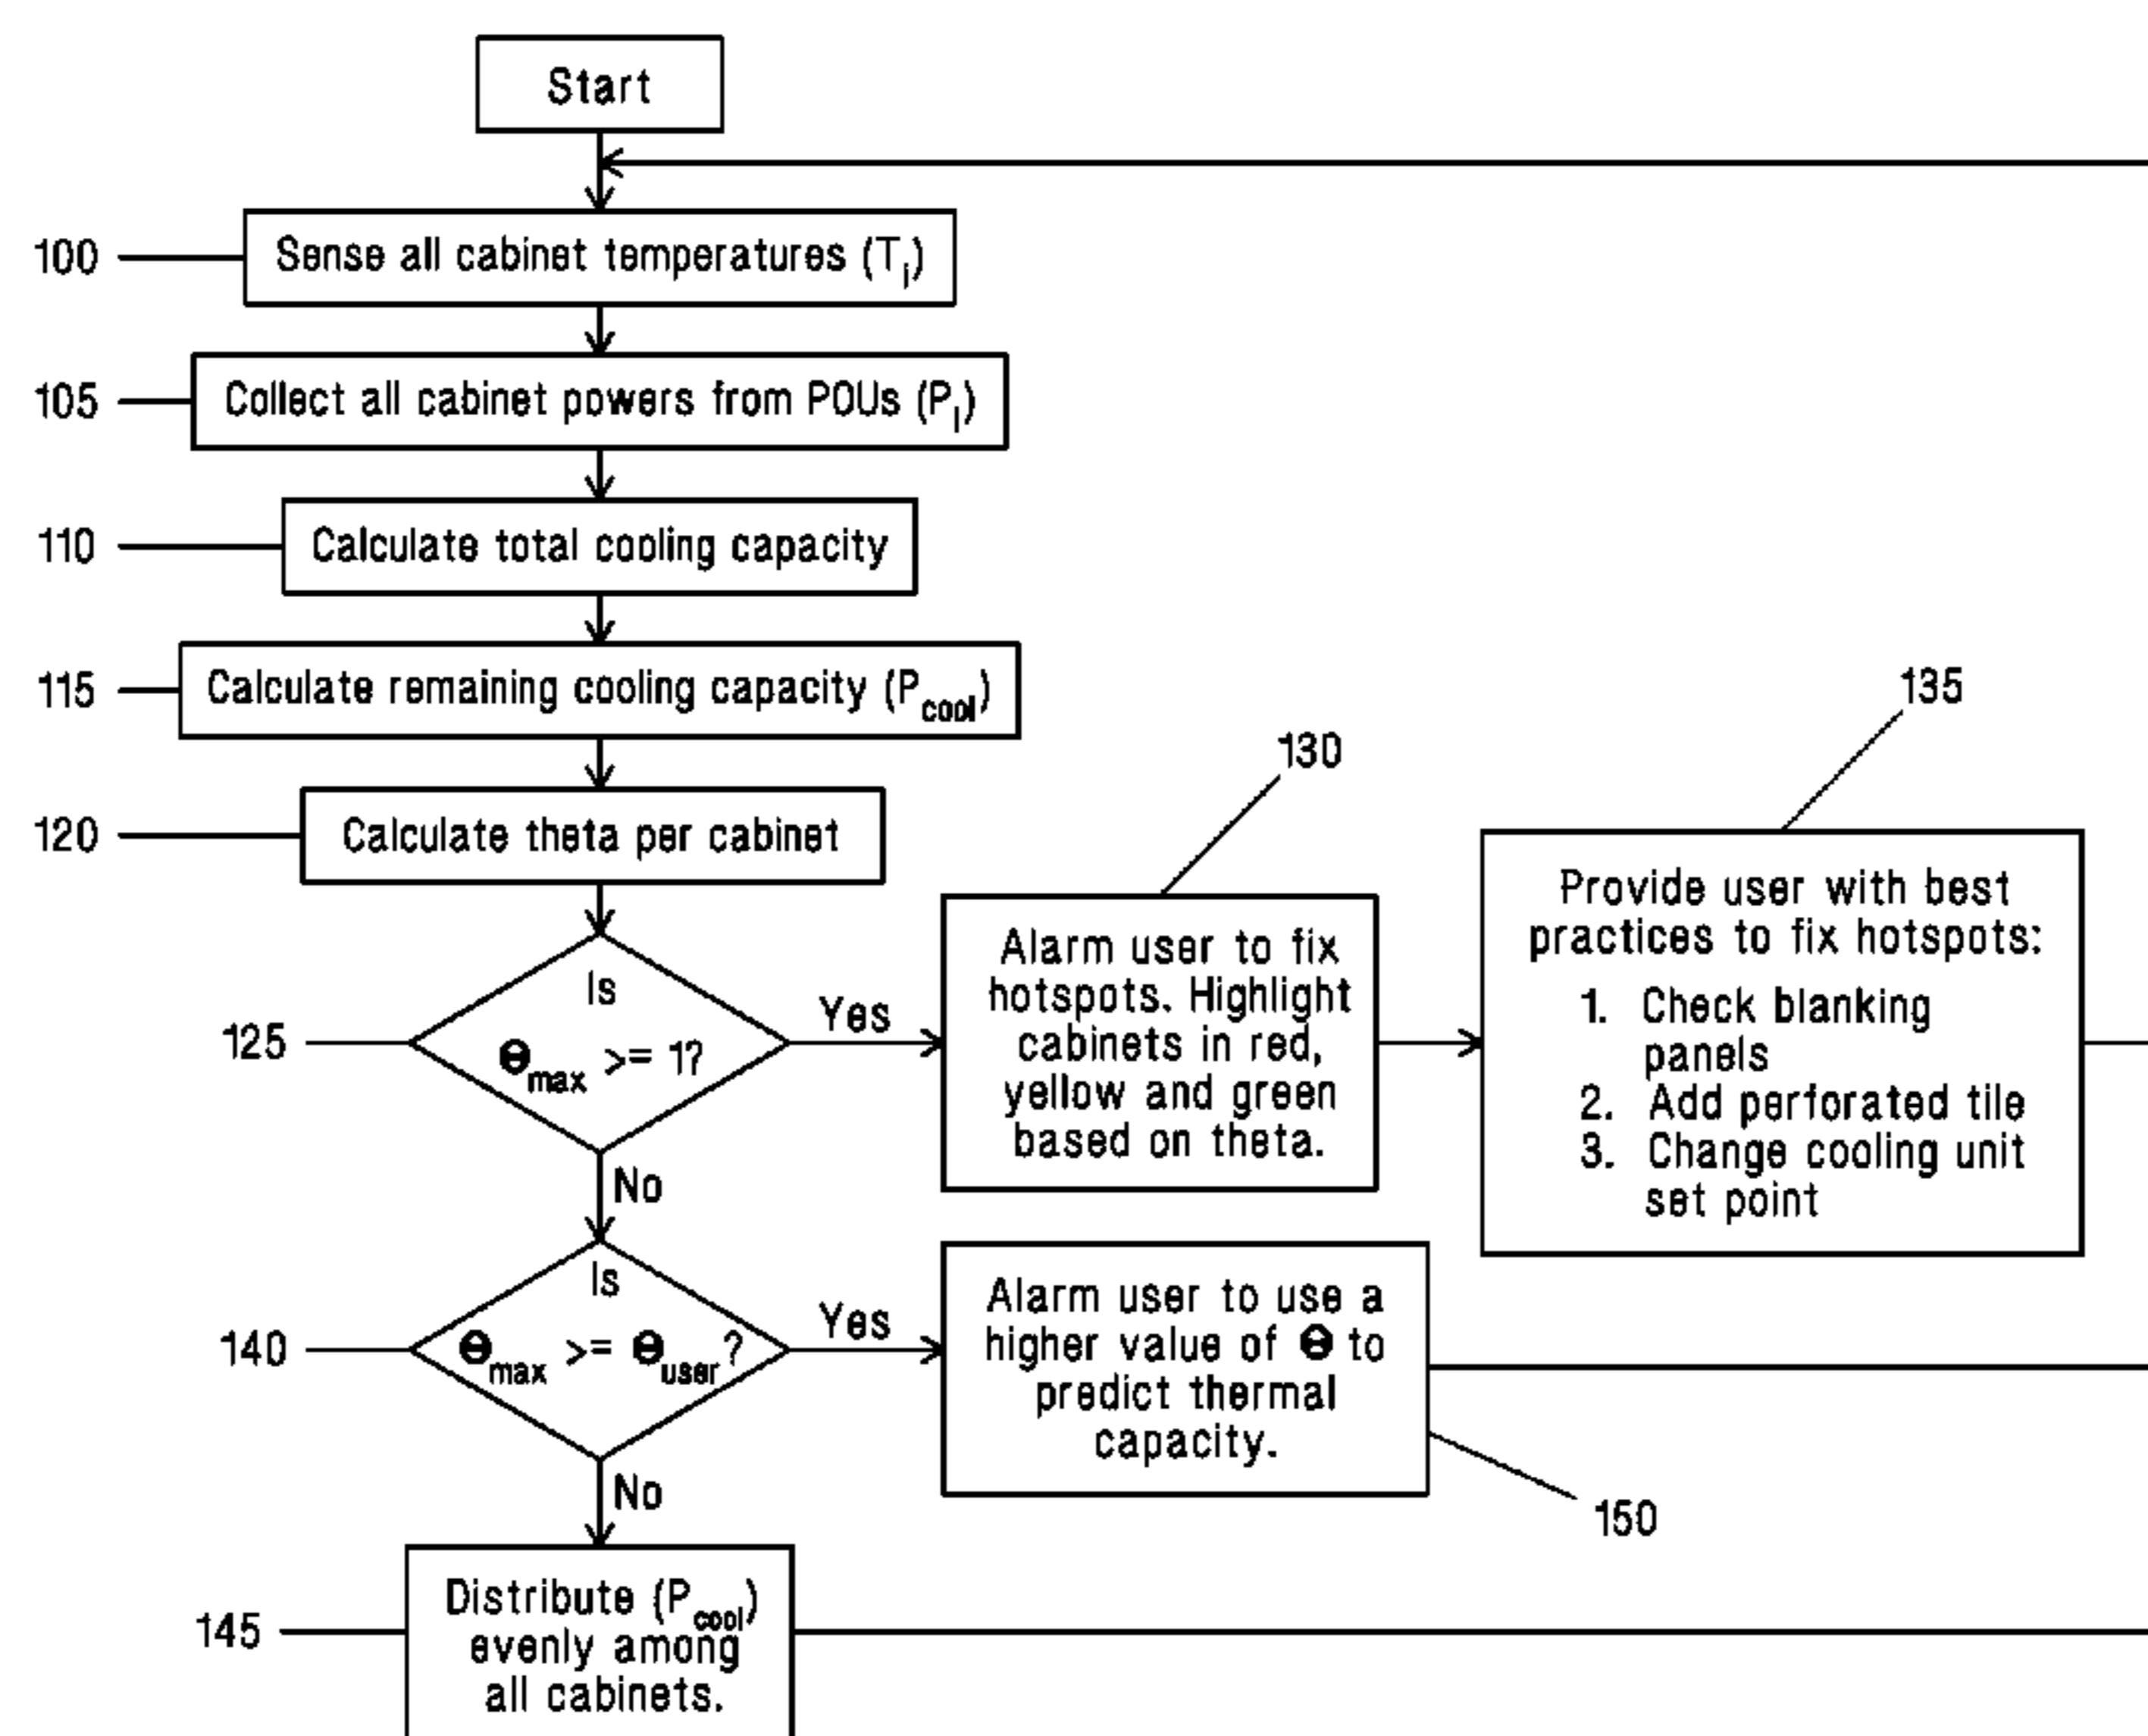 Start
100
Sense all cabinet temperatures (Ti)
105
Collect all cabinet powers from POUs (PI)
110
Calculate total cooling capacity
115
Calculate remaining cooling capacity (Pcool)
120
Calculate theta per cabinet
125
Is
Θmax >= 1?
Yes
No
130
Alarm user to fix
hotspots. Highlight
cabinets in red,
yellow and green
based on theta.
135
Provide user with best
practices to fix hotspots:
1. Check blanking
panels
2. Add perforated tile
3. Change cooling unit
set point
140
Is
Θmax >= Θuser?
Yes
No
Alarm user to use a
higher value of Θ to
predict thermal
capacity.
150
145
Distribute (Pcool)
evenly among
all cabinets.